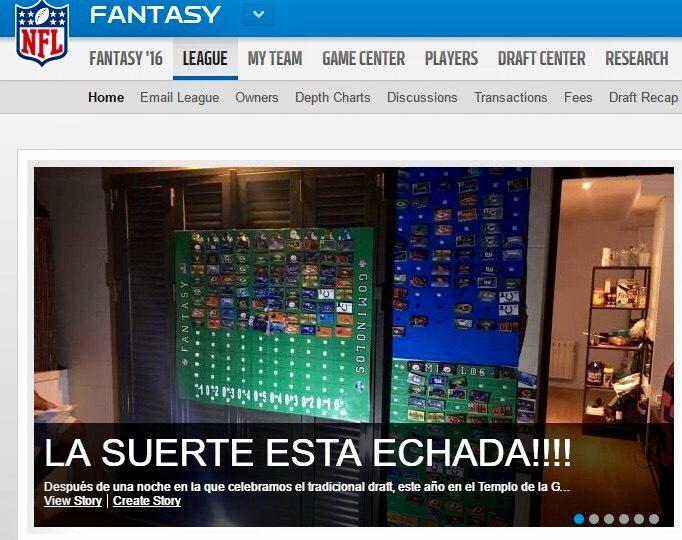 FANTASY
NFL
FANTASY '16 LEAGUE MY TEAM GAME CENTER PLAYERS DRAFT CENTER RESEARCH
Home Email League Owners Depth Charts Discussions Transactions Fees Draft Recap
FANTASY
GOMINOLOS
LA SUERTE ESTA ECHADA!!!!
Después de una noche en la que celebramos el tradicional draft, este año en el Templo de la G...
View Story | Create Story